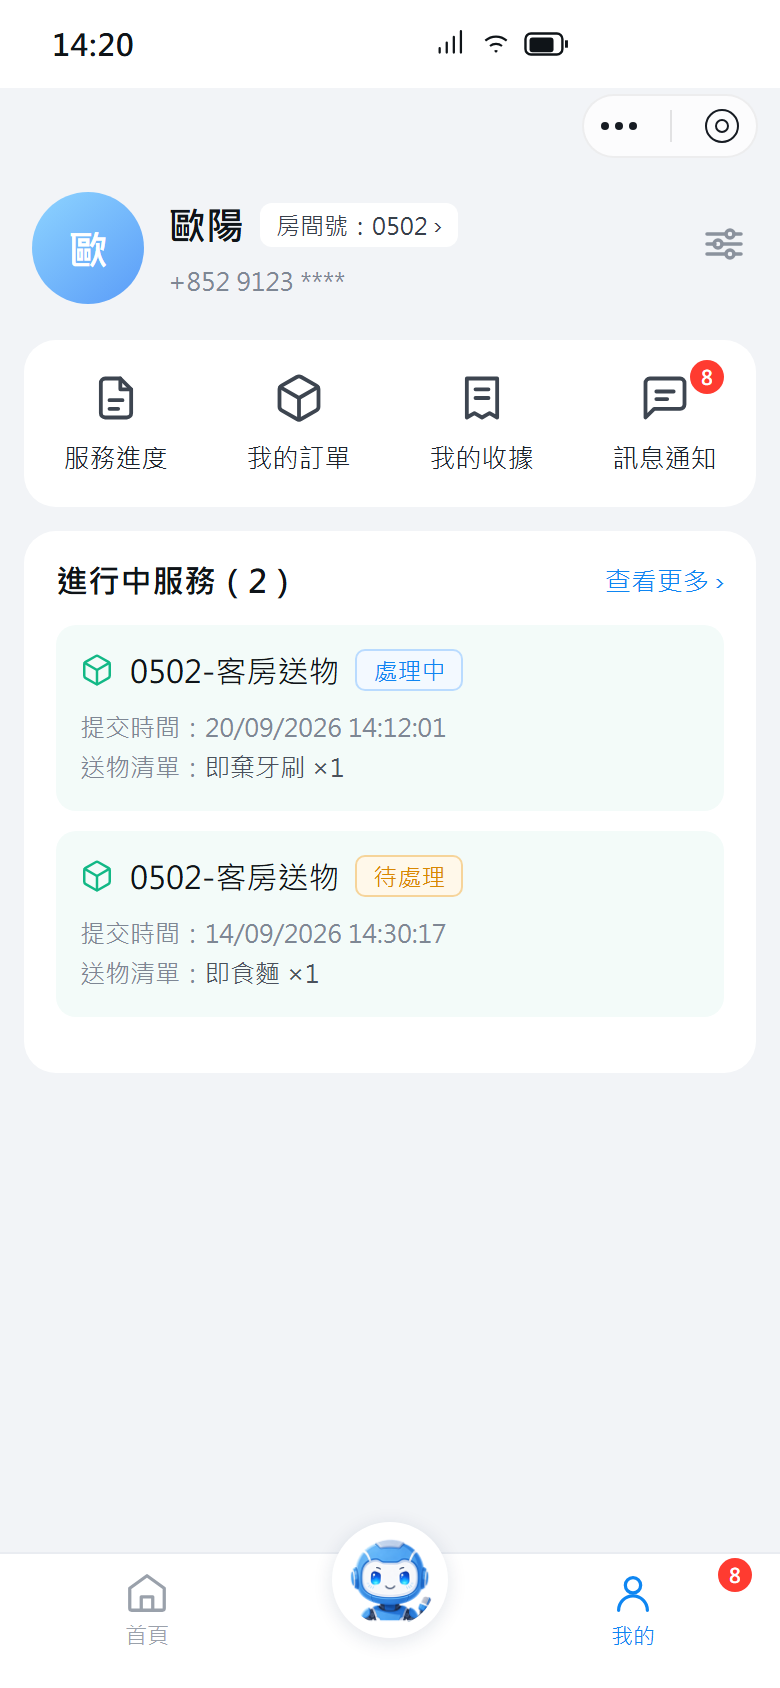 14:20
歐
歐陽
房間號：0502 ›
+852 9123 ****
服務進度
我的訂單
我的收據
訊息通知
8
進行中服務 ( 2 )
查看更多 ›
0502-客房送物
處理中
提交時間：20/09/2026 14:12:01
送物清單：即棄牙刷 ×1
0502-客房送物
待處理
提交時間：14/09/2026 14:30:17
送物清單：即食麵 ×1
首頁
我的
8